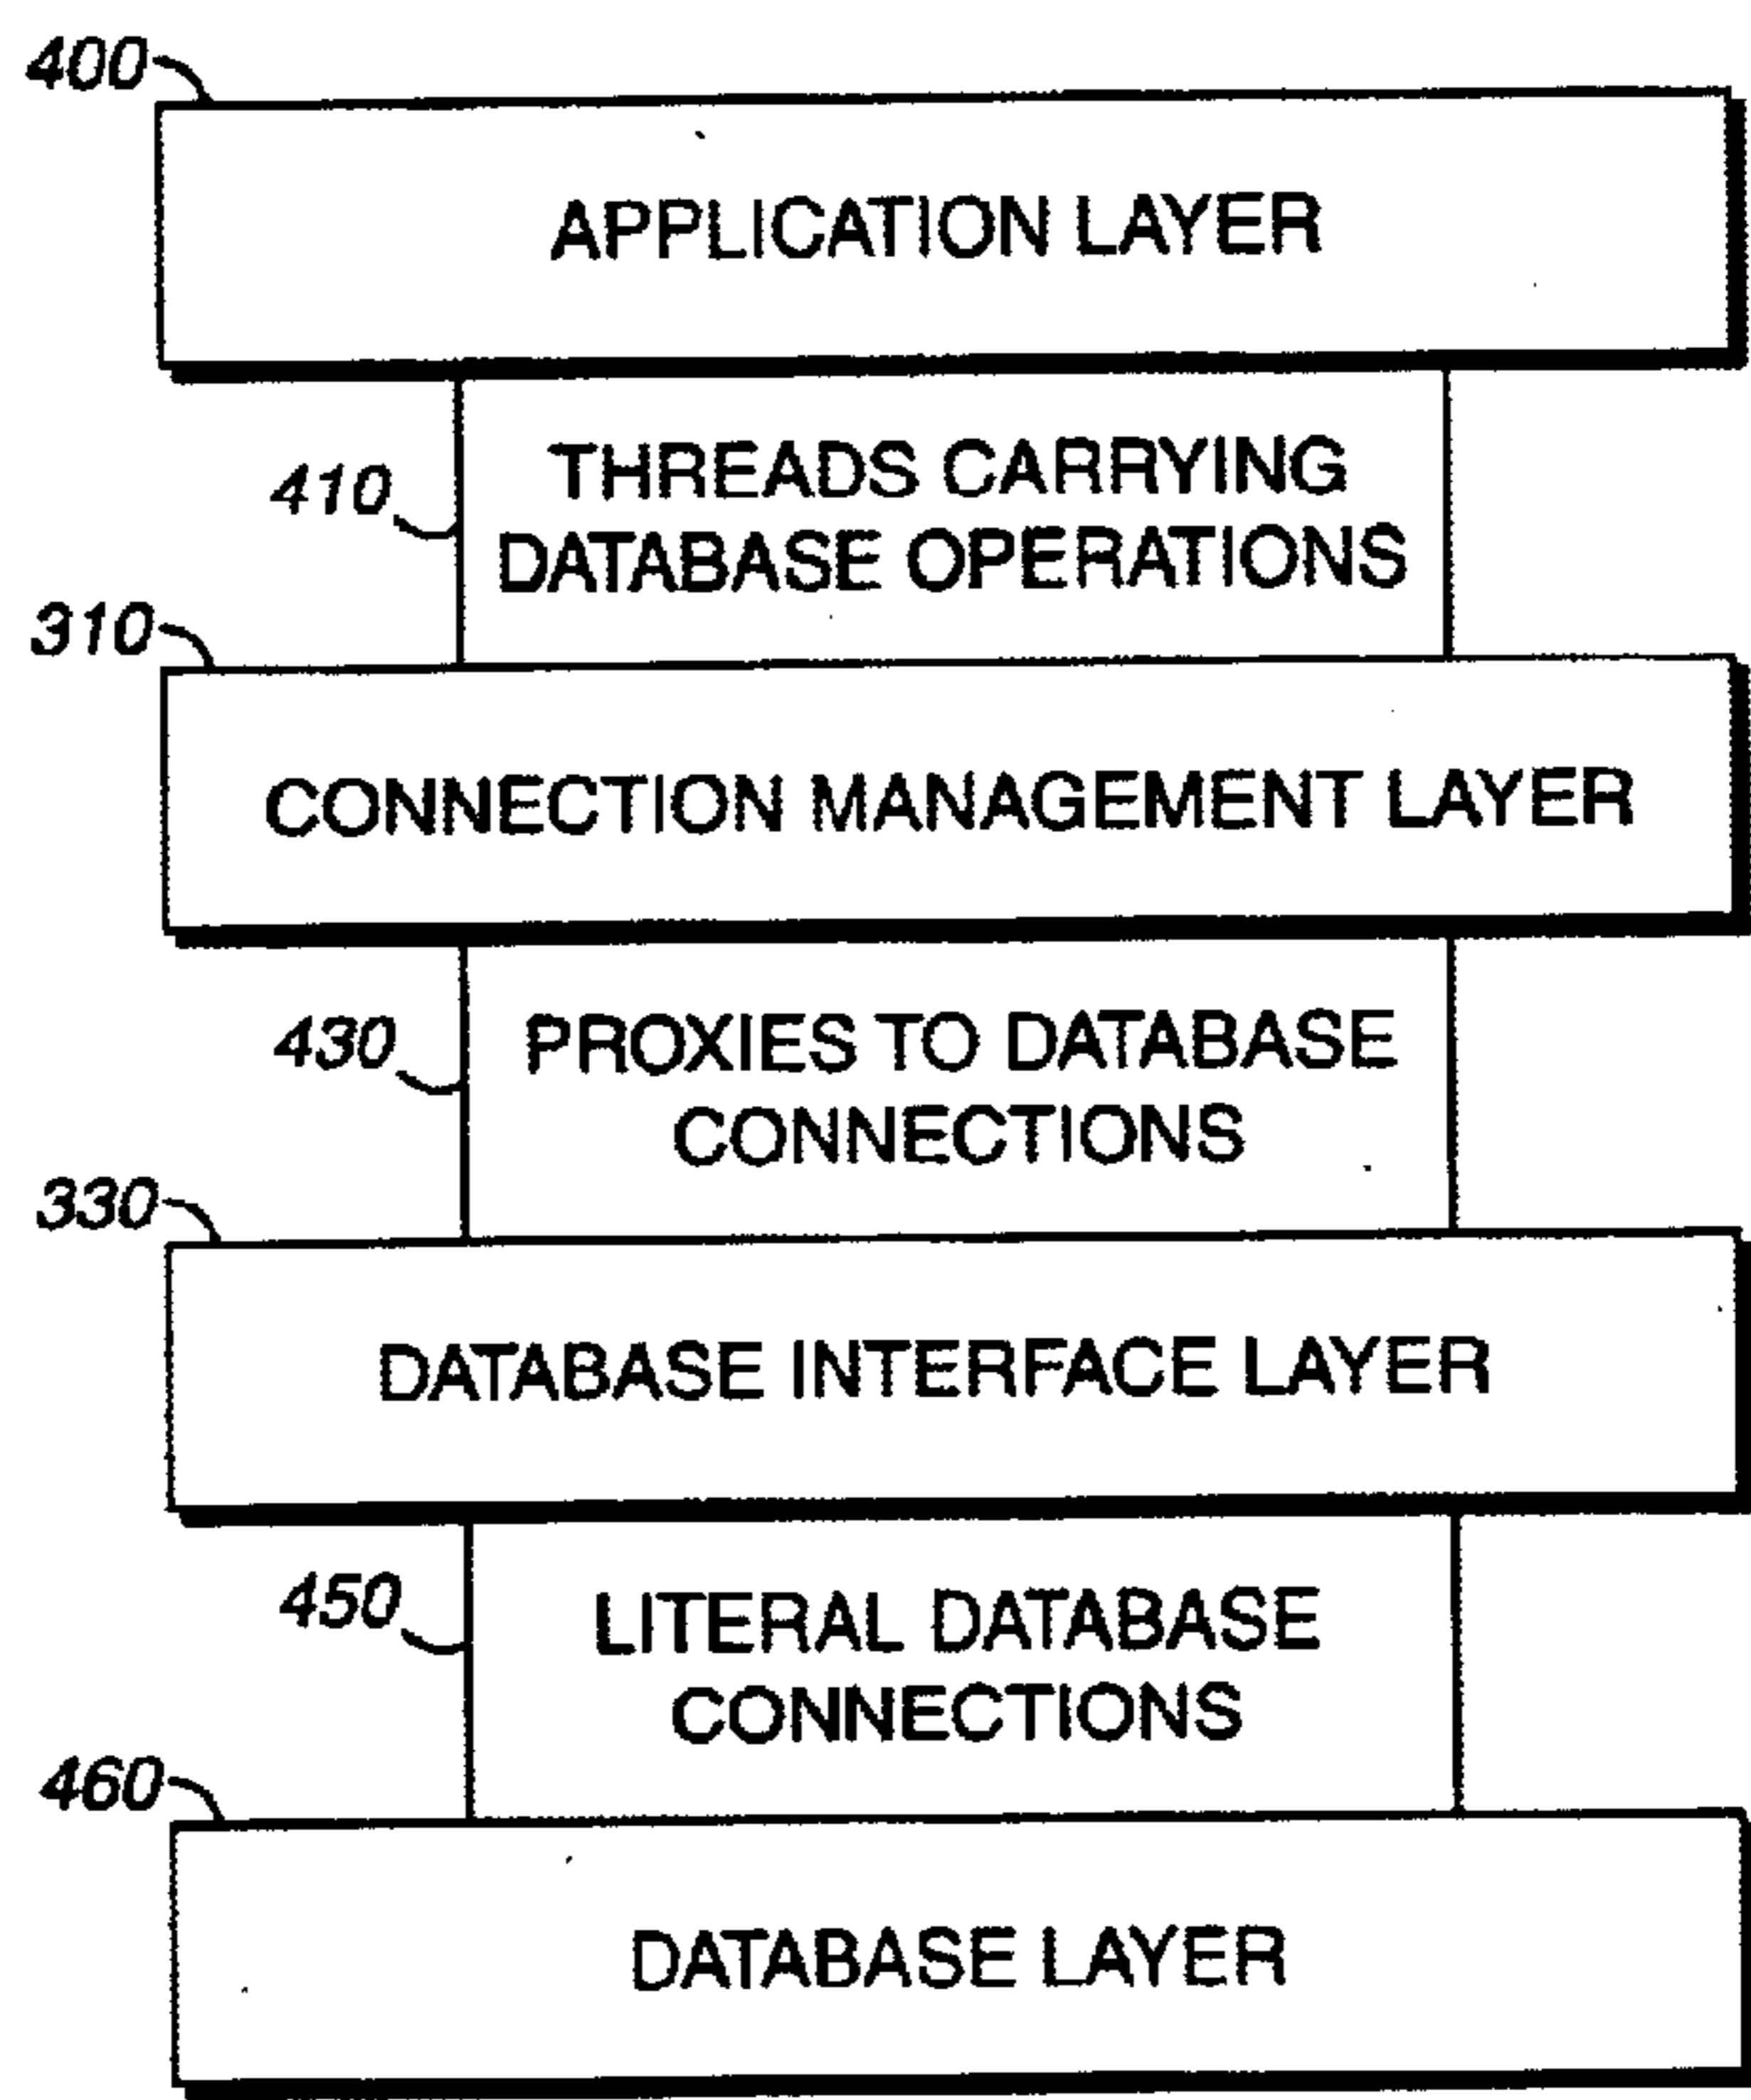 400
APPLICATION LAYER
410
THREADS CARRYING
DATABASE OPERATIONS
310
CONNECTION MANAGEMENT LAYER
430
PROXIES TO DATABASE
CONNECTIONS
330
DATABASE INTERFACE LAYER
450
LITERAL DATABASE
CONNECTIONS
460
DATABASE LAYER